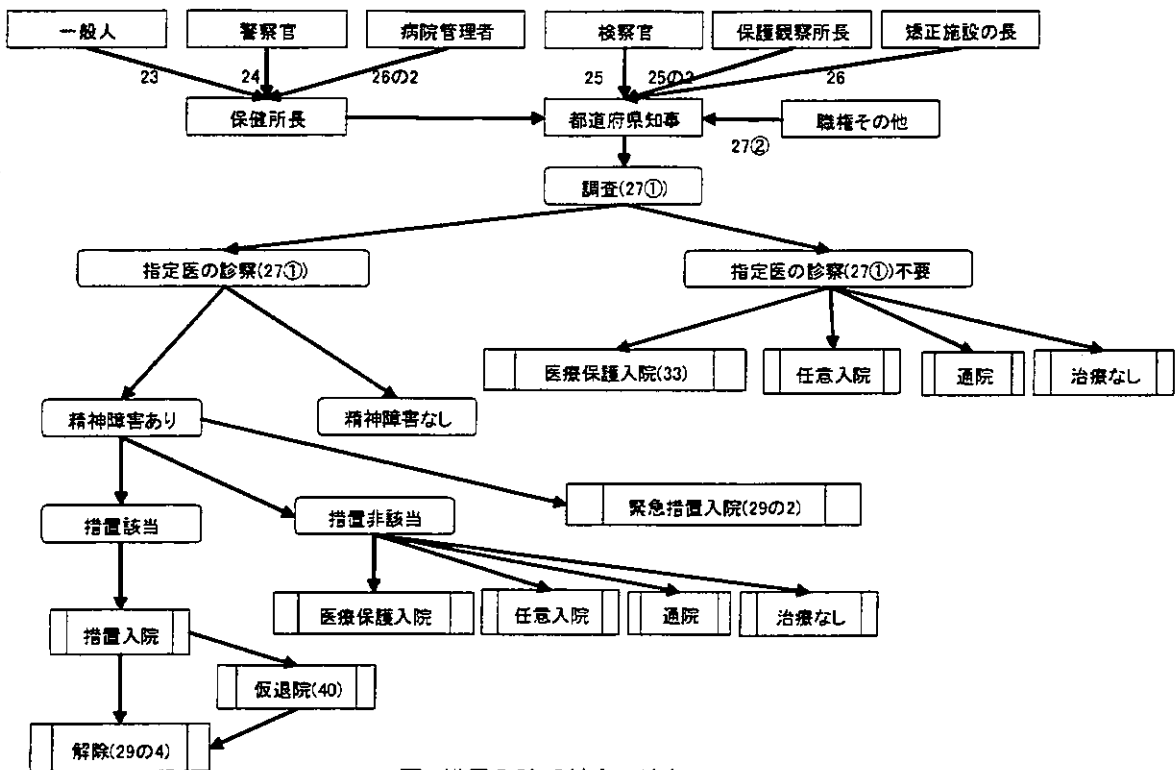 一般人
警察官
病院管理者
検察官
保護観察所長
矯正施設の長
23
24
26の2
25
25の2
26
保健所長
都道府県知事
職権その他
27②
調査(27①)
指定医の診察(27①)
指定医の診察(27①)不要
医療保護入院(33)
任意入院
通院
治療なし
精神障害あり
精神障害なし
緊急措置入院(29の2)
措置該当
措置非該当
医療保護入院
任意入院
通院
治療なし
措置入院
仮退院(40)
解除(29の4)